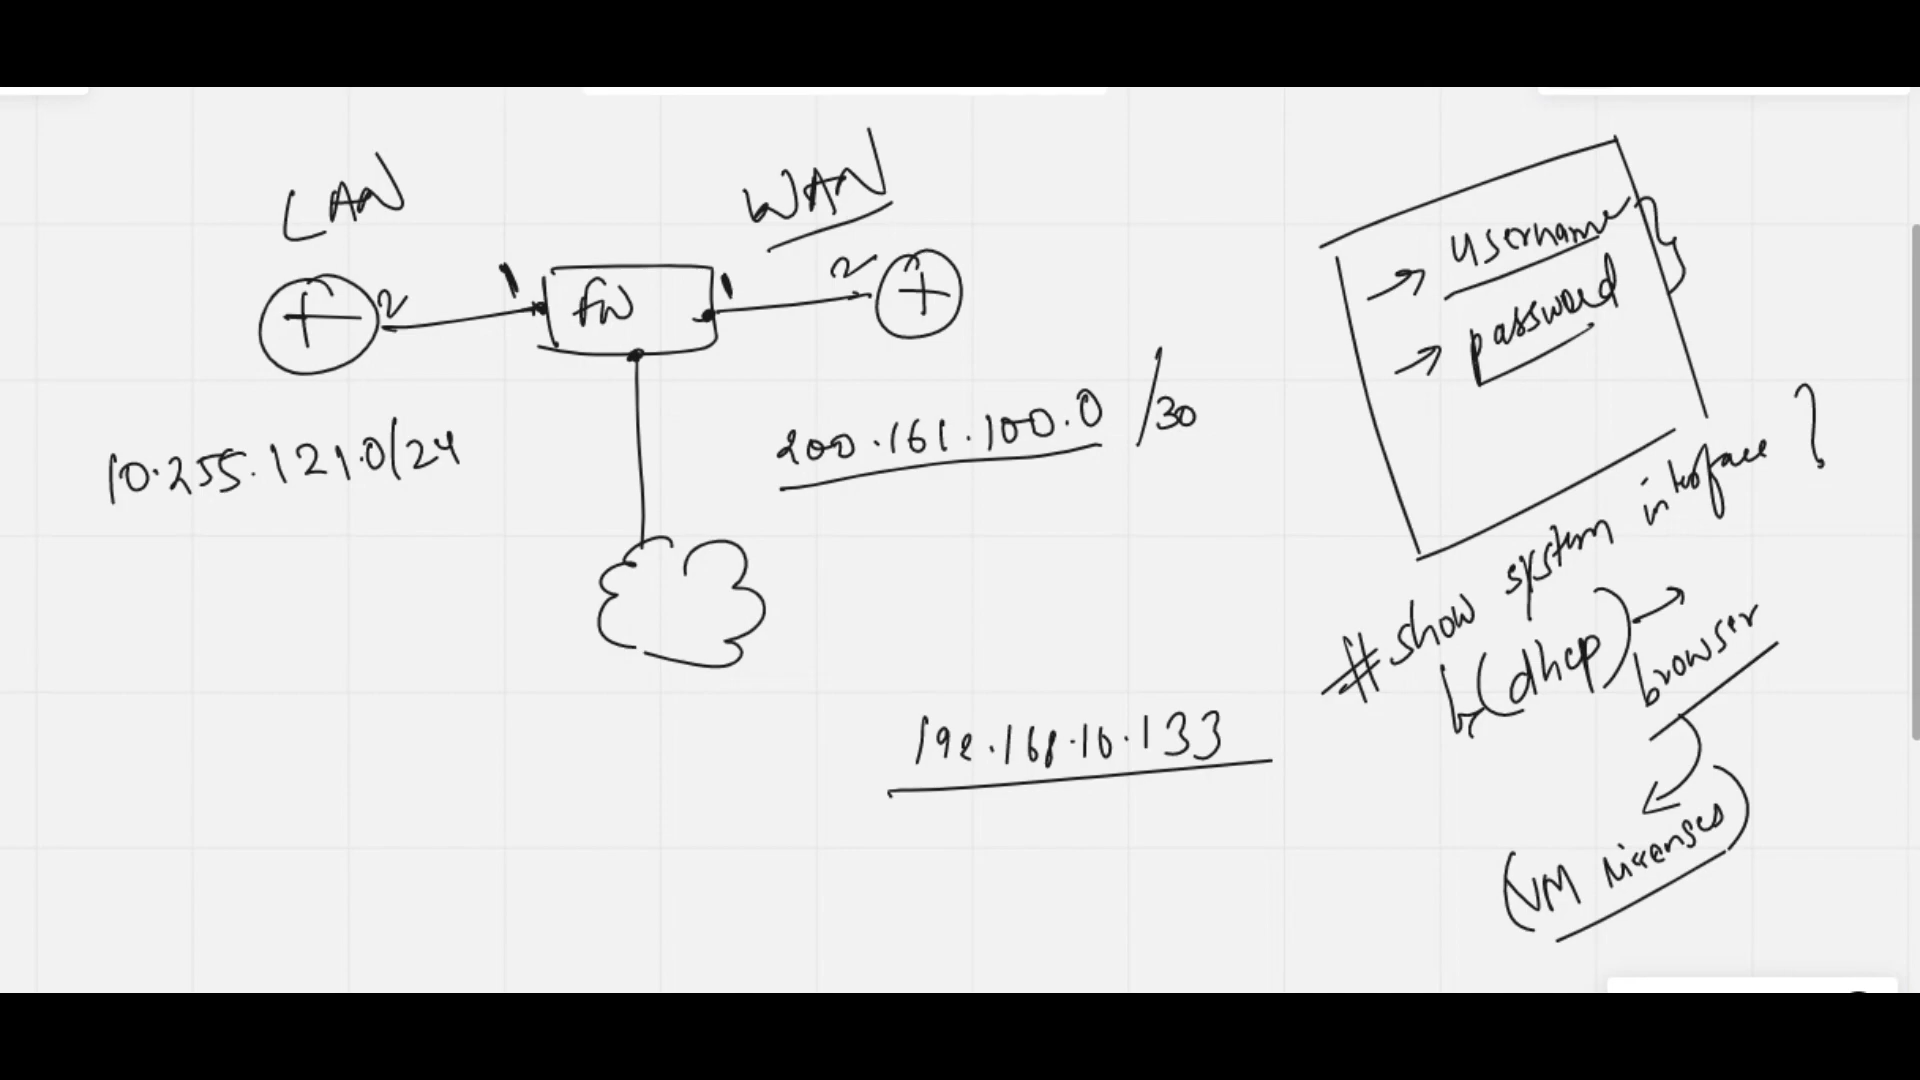 LAN
WAN
2
1
FW
1
2
10.255.121.0/24
200.161.100.0/30
username
password
#show system interface ?
(dhcp)
browser
192.168.10.133
(VM Licenses)